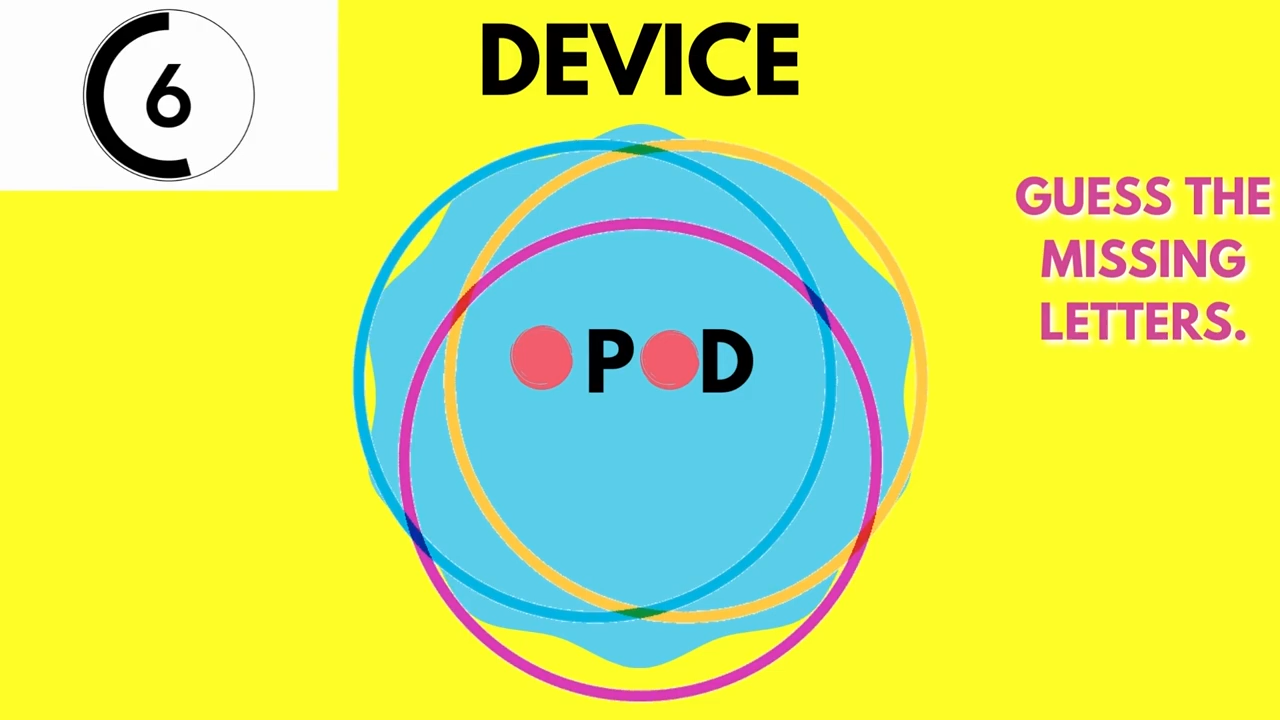 6
DEVICE
GUESS THE
MISSING
LETTERS.
P D